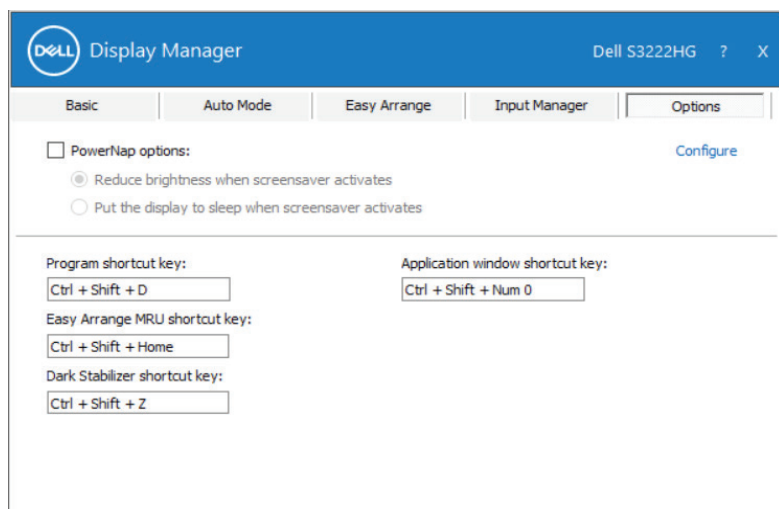 DELL Display Manager Dell S3222HG ? X
Basic Auto Mode Easy Arrange Input Manager Options
PowerNap options: Configure
Reduce brightness when screensaver activates
Put the display to sleep when screensaver activates
Program shortcut key: Application window shortcut key:
Ctrl + Shift + D Ctrl + Shift + Num 0
Easy Arrange MRU shortcut key:
Ctrl + Shift + Home
Dark Stabilizer shortcut key:
Ctrl + Shift + Z